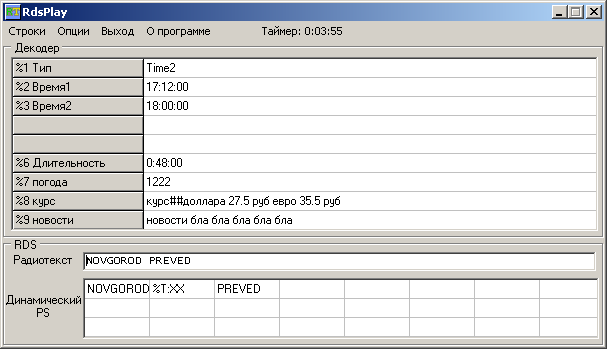 RdsPlay
Строки Опции Выход О программе Таймер: 0:03:55
Декодер
%1 Тип Time2
%2 Время1 17:12:00
%3 Время2 18:00:00
%6 Длительность 0:48:00
%7 погода 1222
%8 курс курс##доллара 27.5 руб евро 35.5 руб
%9 новости новости бла бла бла бла бла
RDS
Радиотекст NOVGOROD PREVED
Динамический PS NOVGOROD %T:XX PREVED